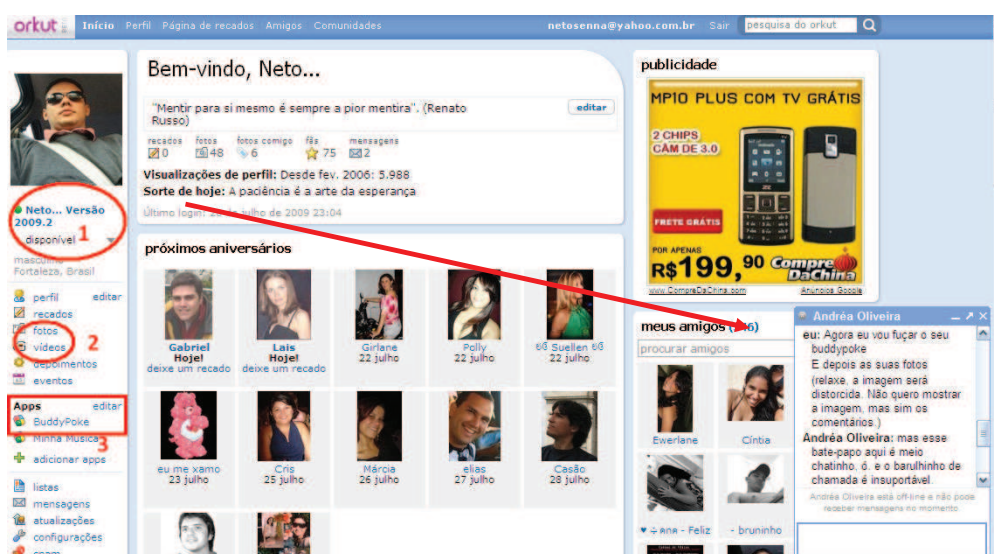 orkut Início Perfil Página de recados Amigos Comunidades netosenna@yahoo.com.br Sair pesquisa do orkut
Bem-vindo, Neto...
"Mentir para si mesmo é sempre a pior mentira". (Renato
Russo)
editar
recados fotos fotos comigo fãs mensagens
0 48 6 75 2
Visualizações de perfil: Desde fev. 2006: 5.988
Sorte de hoje: A paciência é a arte da esperança
Último login: de julho de 2009 23:04
Neto... Versão
2009.2
disponível 1
masculino
Fortaleza, Brasil
perfil editar
recados
fotos
vídeos 2
depoimentos
eventos
Apps editar
BuddyPoke
Minha Música
3
adicionar apps
listas
mensagens
atualizações
configurações
spam
próximos aniversários
Gabriel
Hoje!
deixe um recado
Lais
Hoje!
deixe um recado
Girlane
22 julho
Polly
22 julho
Suellen
22 julho
eu me xamo
23 julho
Cris
25 julho
Márcia
26 julho
elias
27 julho
Casão
28 julho
publicidade
MP10 PLUS COM TV GRÁTIS
2 CHIPS
CÂM DE 3.0
FRETE GRÁTIS
POR APENAS
R$199,90 Compre
DaChina
www.CompreDaChina.com Anúncios Google
meus amigos
procurar amigos
Ewerlane
Cíntia
♥ ÷ ANA - Feliz
- bruninho
Andréa Oliveira
eu: Agora eu vou fuçar o seu
buddypoke
E depois as suas fotos
(relaxe, a imagem será
distorcida. Não quero mostrar
a imagem, mas sim os
comentários.)
Andréa Oliveira: mas esse
bate-papo aqui é meio
chatinho, ó. e o barulhinho de
chamada é insuportável
Andréa Oliveira está off-line e não pode
receber mensagens no momento